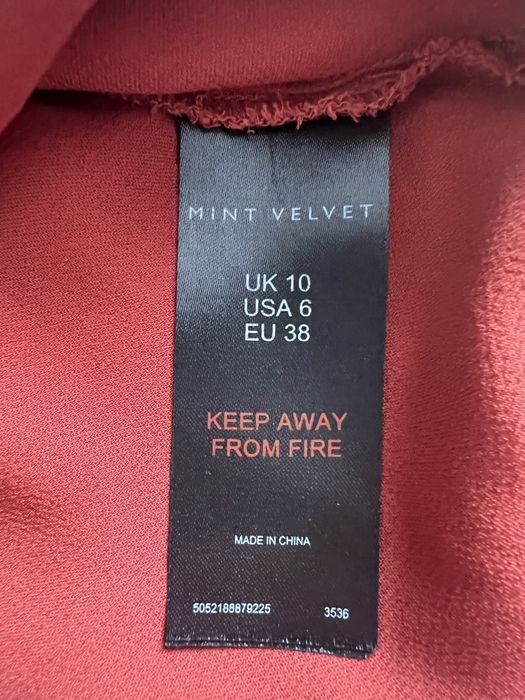 MINT VELVET
UK 10
USA 6
EU 38
KEEP AWAY
FROM FIRE
MADE IN CHINA
5052188879225 3536